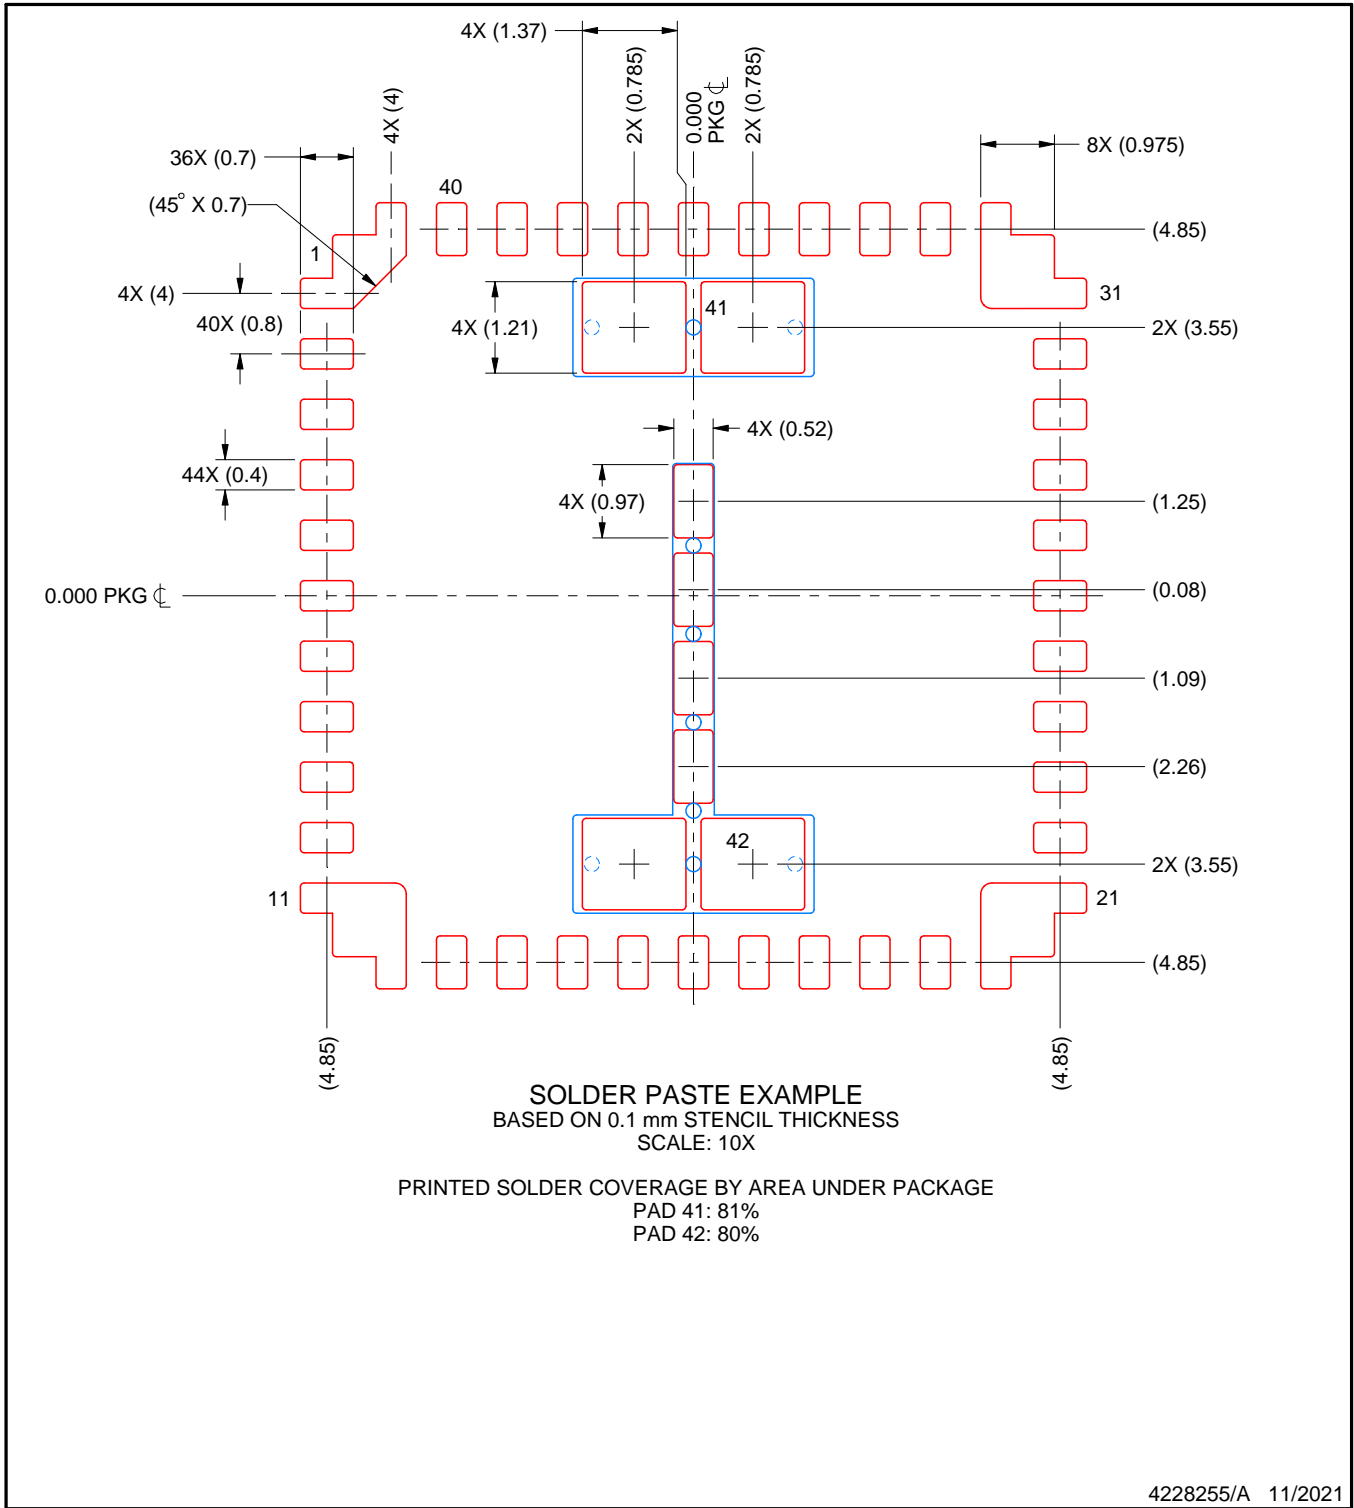 4X (1.37)
4X (4)
2X (0.785)
0.000
PKG ℄
2X (0.785)
36X (0.7)
8X (0.975)
(45° X 0.7)
40
(4.85)
1
4X (4)
31
41
40X (0.8)
4X (1.21)
2X (3.55)
4X (0.52)
44X (0.4)
4X (0.97)
(1.25)
0.000 PKG ℄
(0.08)
(1.09)
(2.26)
42
2X (3.55)
11
21
(4.85)
(4.85)
(4.85)
SOLDER PASTE EXAMPLE
BASED ON 0.1 mm STENCIL THICKNESS
SCALE: 10X
PRINTED SOLDER COVERAGE BY AREA UNDER PACKAGE
PAD 41: 81%
PAD 42: 80%
4228255/A 11/2021